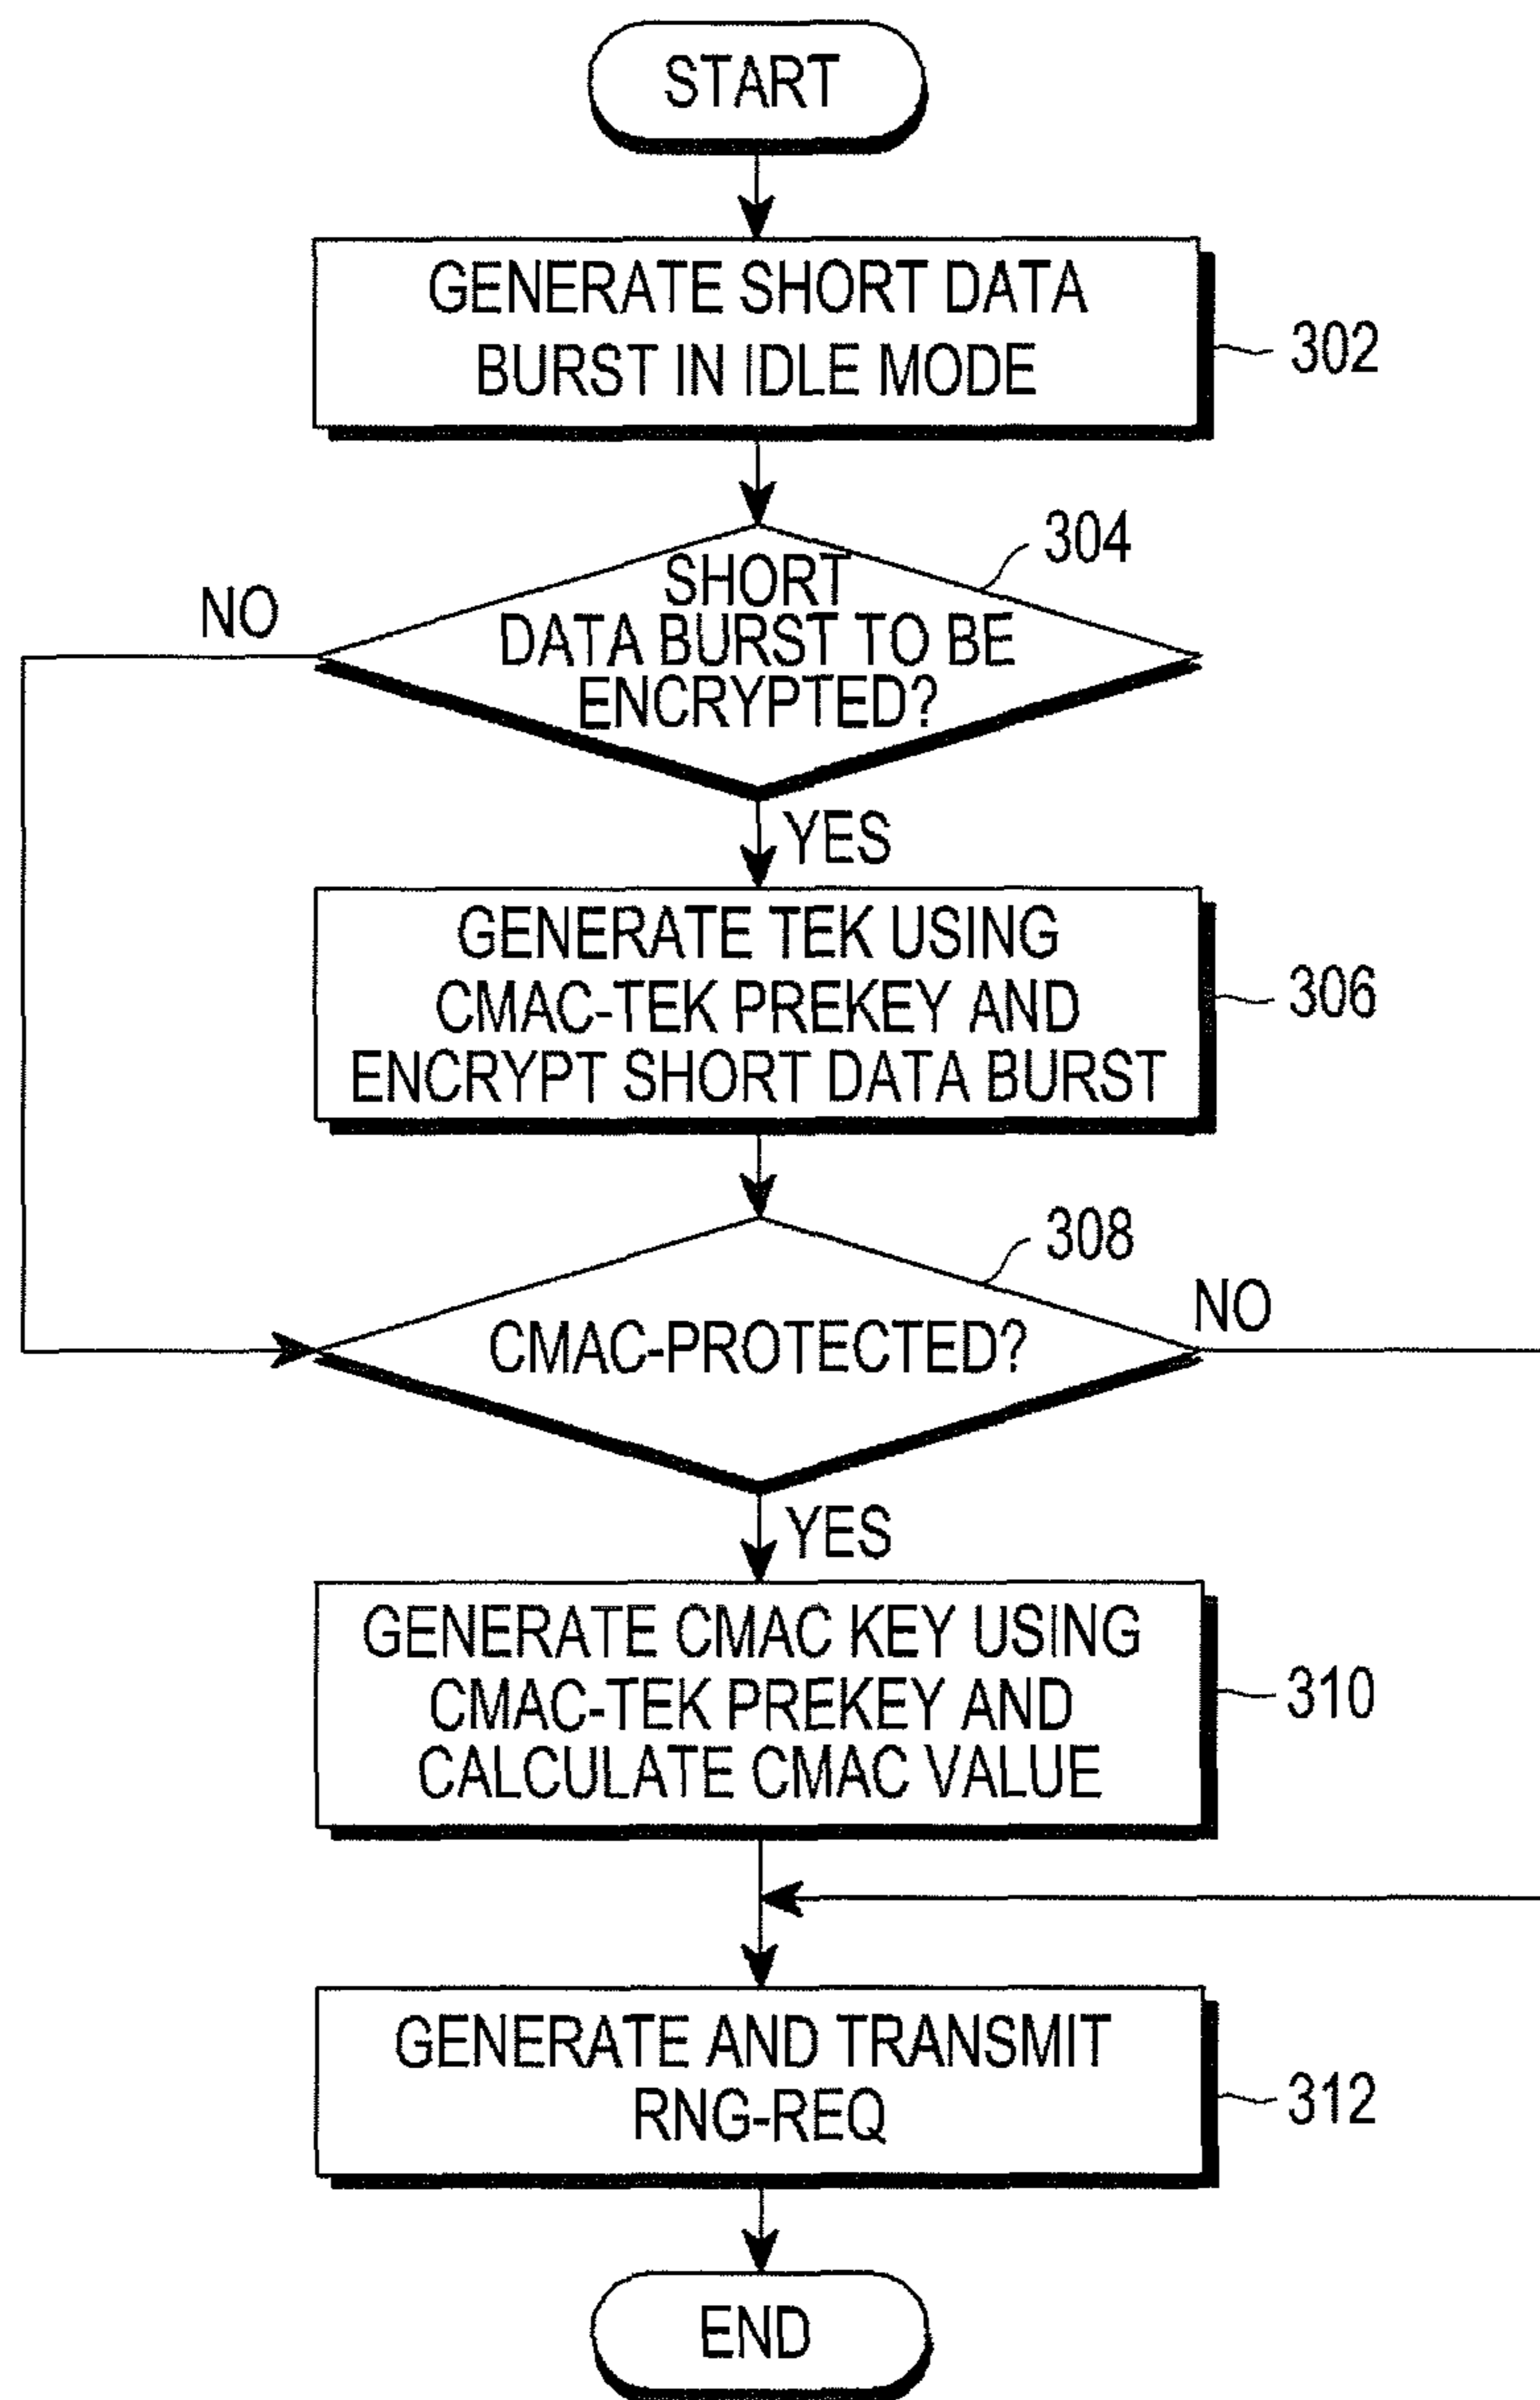 START
GENERATE SHORT DATA
BURST IN IDLE MODE
302
304
SHORT
DATA BURST TO BE
ENCRYPTED?
NO
YES
GENERATE TEK USING
CMAC-TEK PREKEY AND
ENCRYPT SHORT DATA BURST
306
308
CMAC-PROTECTED?
NO
YES
GENERATE CMAC KEY USING
CMAC-TEK PREKEY AND
CALCULATE CMAC VALUE
310
GENERATE AND TRANSMIT
RNG-REQ
312
END